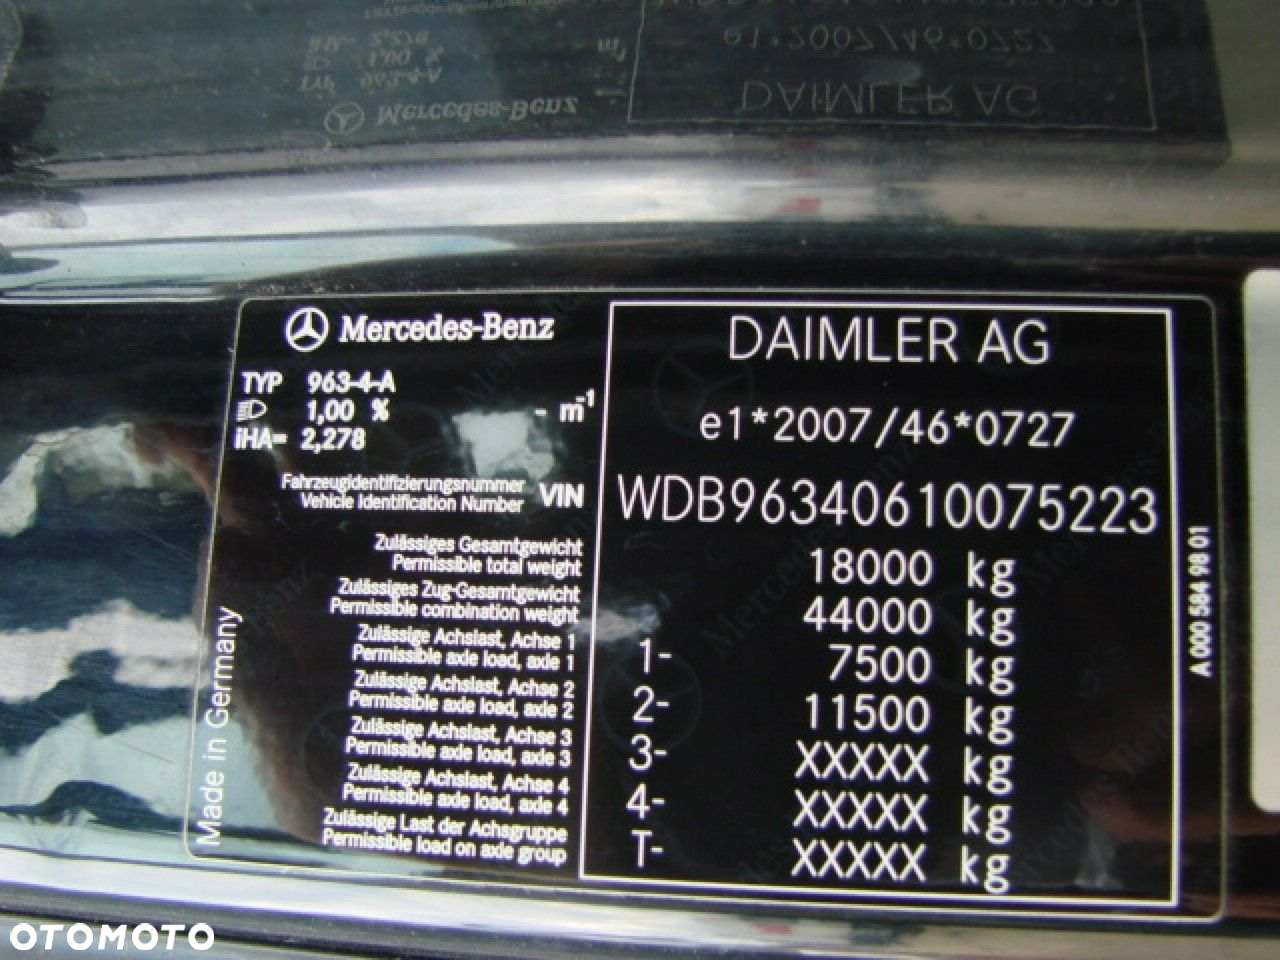 Mercedes-Benz
TYP 963-4-A
1,00 % - m-1
iHA= 2,278
Fahrzeugidentifizierungsnummer
Vehicle Identification Number VIN
Zulässiges Gesamtgewicht
Permissible total weight
Zulässiges Zug-Gesamtgewicht
Permissible combination weight
Zulässige Achslast, Achse 1
Permissible axle load, axle 1
Zulässige Achslast, Achse 2
Permissible axle load, axle 2
Zulässige Achslast, Achse 3
Permissible axle load, axle 3
Zulässige Achslast, Achse 4
Permissible axle load, axle 4
Zulässige Last der Achsgruppe
Permissible load on axle group
Made in Germany
DAIMLER AG
e1*2007/46*0727
WDB96340610075223
18000 kg
44000 kg
1- 7500 kg
2- 11500 kg
3- XXXXX kg
4- XXXXX kg
T- XXXXX kg
A 000 584 98 01
OTOMOTO